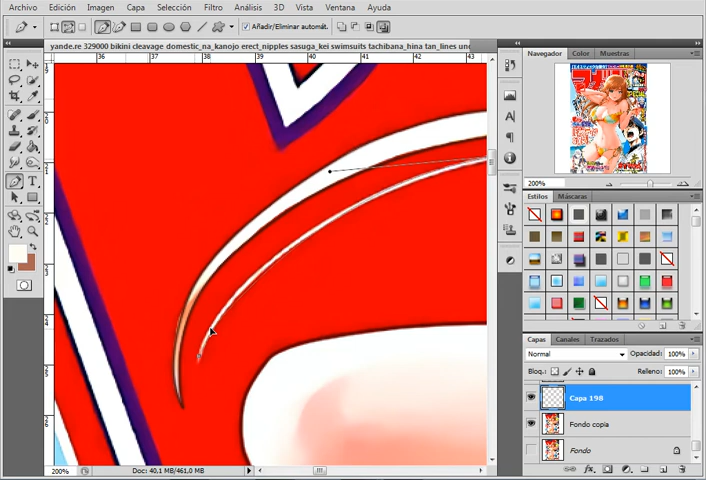 Archivo Edición Imagen Capa Selección Filtro Análisis 3D Vista Ventana Ayuda
Añadir/Eliminar automát.
yande.re 329000 bikini cleavage domestic_na_kanojo erect_nipples sasuga_kei swimsuits tachibana_hina tan_lines und
36 37 38 39 40 41 42 43
Navegador Color Muestras
200%
Estilos Máscaras
Capas Canales Trazados
Normal Opacidad: 100%
Bloq.: Relleno: 100%
Capa 198
Fondo copia
Fondo
200% Doc: 40.1 MB/461.0 MB